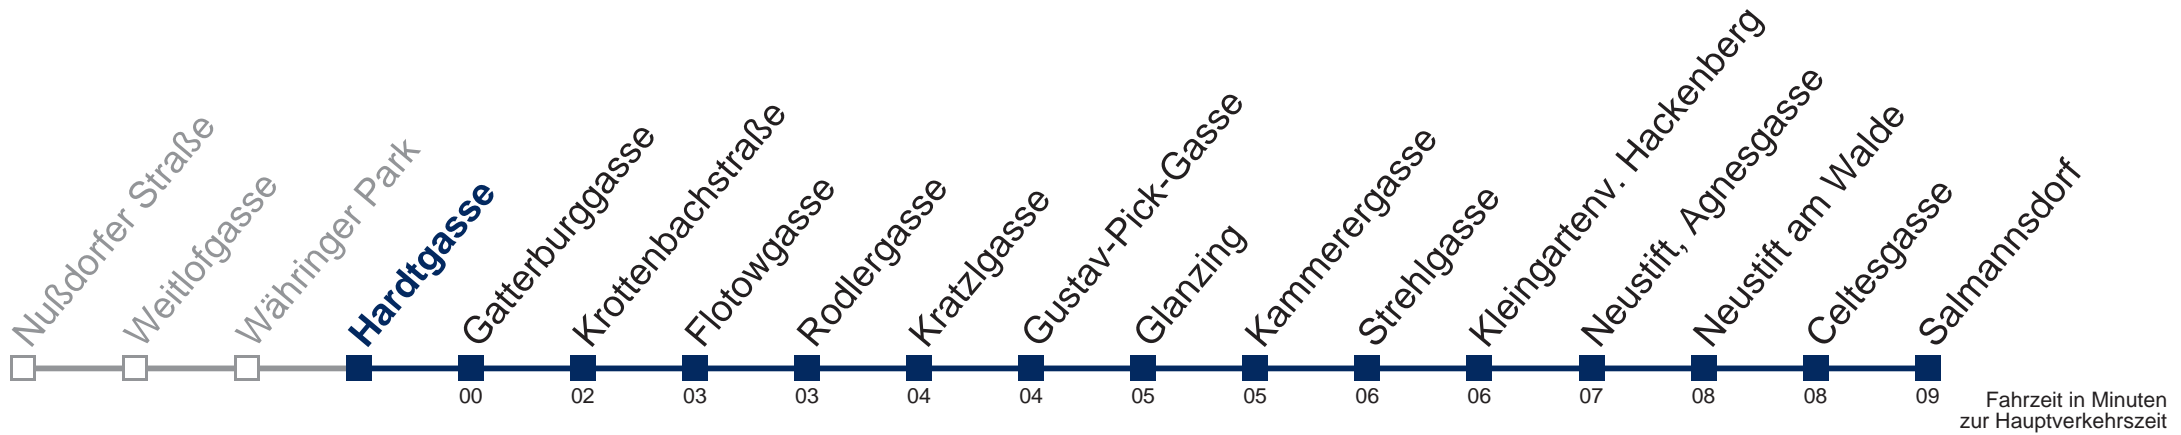 Nußdorfer Straße
Weitlofgasse
Währinger Park
Hardtgasse
Gatterburggasse
Krottenbachstraße
Flotowgasse
Rodlergasse
Kratzlgasse
Gustav-Pick-Gasse
Glanzing
Kammerergasse
Strehlgasse
Kleingartenv. Hackenberg
Neustift, Agnesgasse
Neustift am Walde
Celtesgasse
Salmannsdorf
00 02 03 03 04 04 05 05 06 06 07 08 08 09
Fahrzeit in Minuten
zur Hauptverkehrszeit